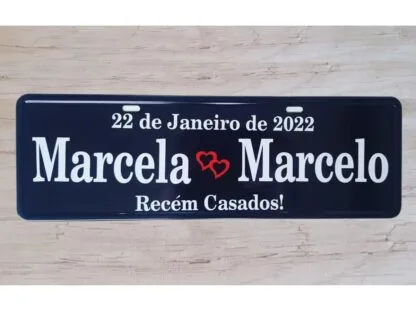 22 de Janeiro de 2022
Marcela Marcelo
Recém Casados!